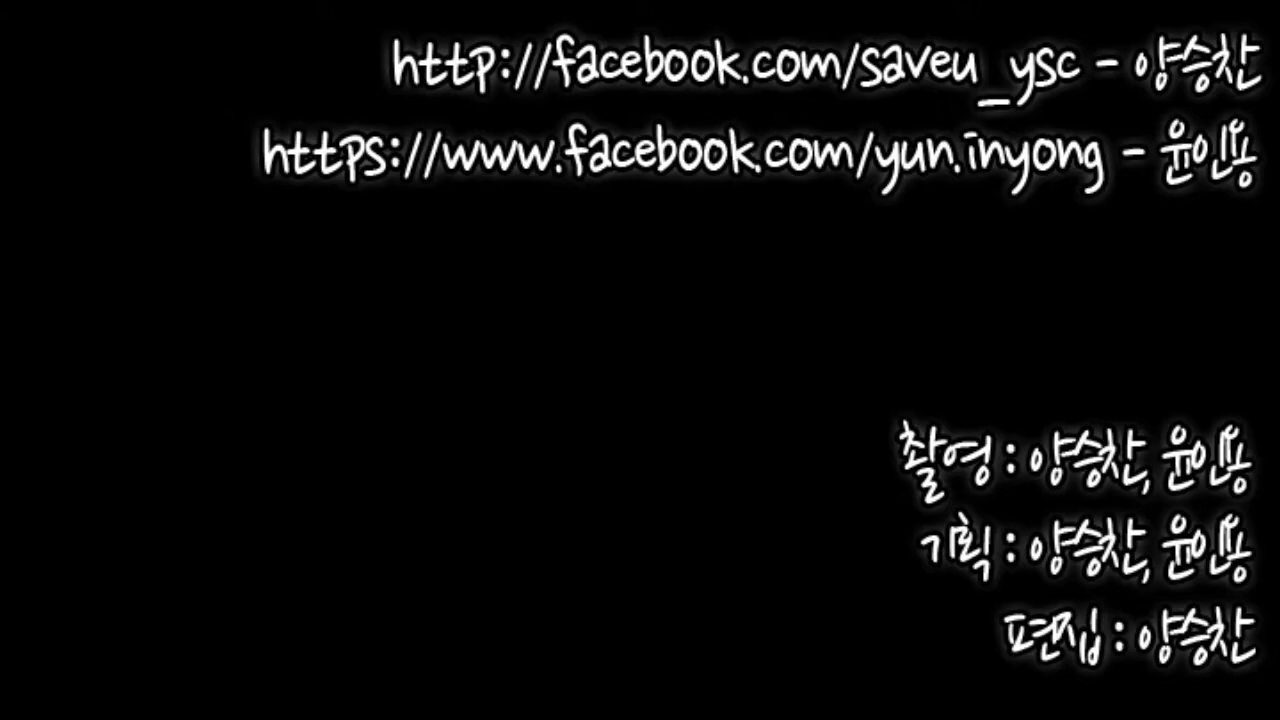 http://facebook.com/saveu_ysc - 양승찬
https://www.facebook.com/yun.inyong - 윤인용
촬영 : 양승찬, 윤인용
기획 : 양승찬, 윤인용
편집 : 양승찬